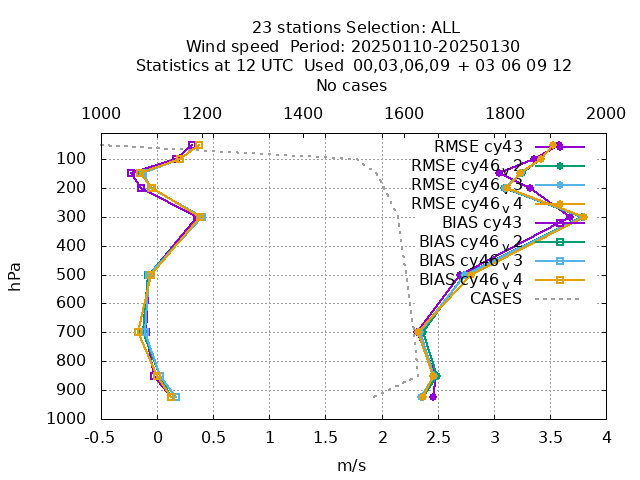 23 stations Selection: ALL
Wind speed  Period: 20250110-20250130
Statistics at 12 UTC  Used  00,03,06,09  + 03 06 09 12
No cases
1000 1200 1400 1600 1800 2000
RMSE cy43
RMSE cy46_v2
RMSE cy46_v3
RMSE cy46_v4
BIAS cy43
BIAS cy46_v2
BIAS cy46_v3
BIAS cy46_v4
CASES
hPa
100
200
300
400
500
600
700
800
900
1000
-0.5 0 0.5 1 1.5 2 2.5 3 3.5 4
m/s